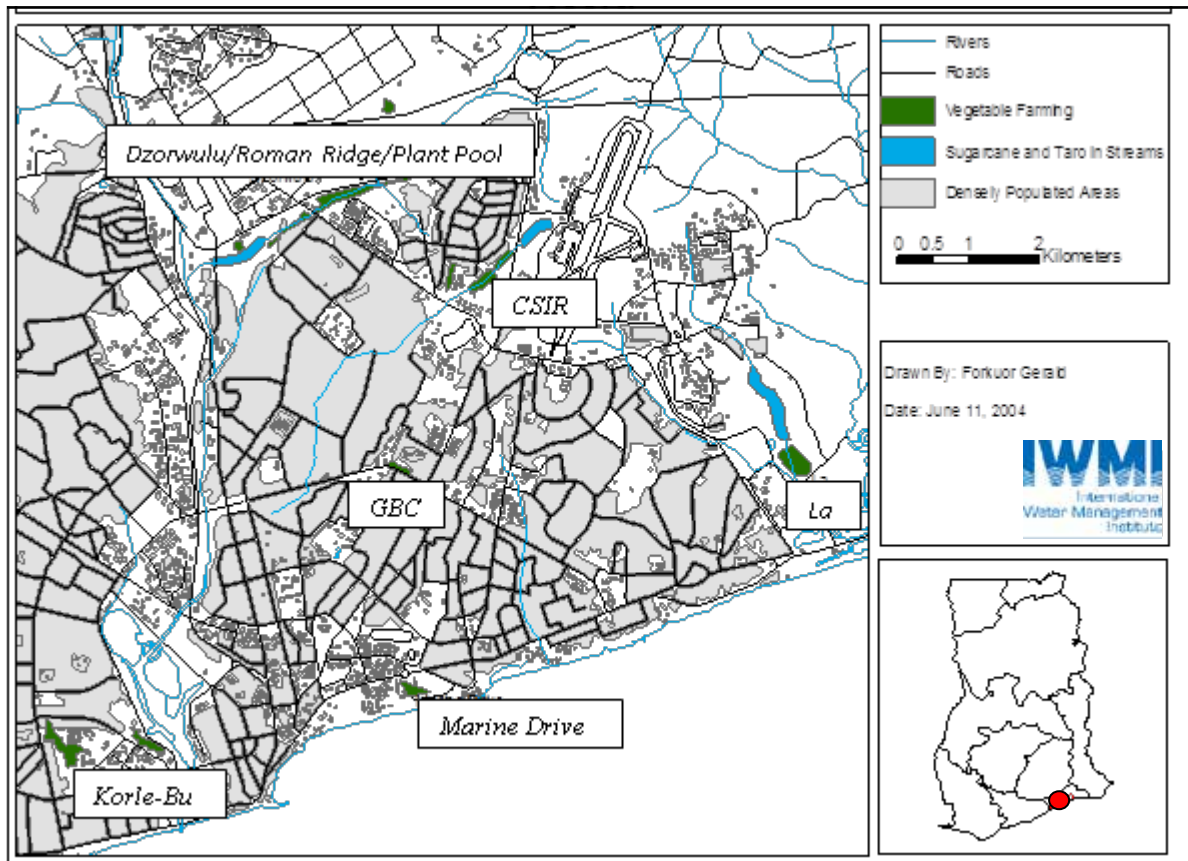 Dzorwulu/Roman Ridge/Plant Pool
CSIR
GBC
La
Marine Drive
Korle-Bu
Rivers
Roads
Vegetable Farming
Sugarcane and Taro in Streams
Densely Populated Areas
0 0.5 1 2
Kilometers
Drawn By: Forkuor Gerald
Date: June 11, 2004
IWMI
International
Water Management
Institute